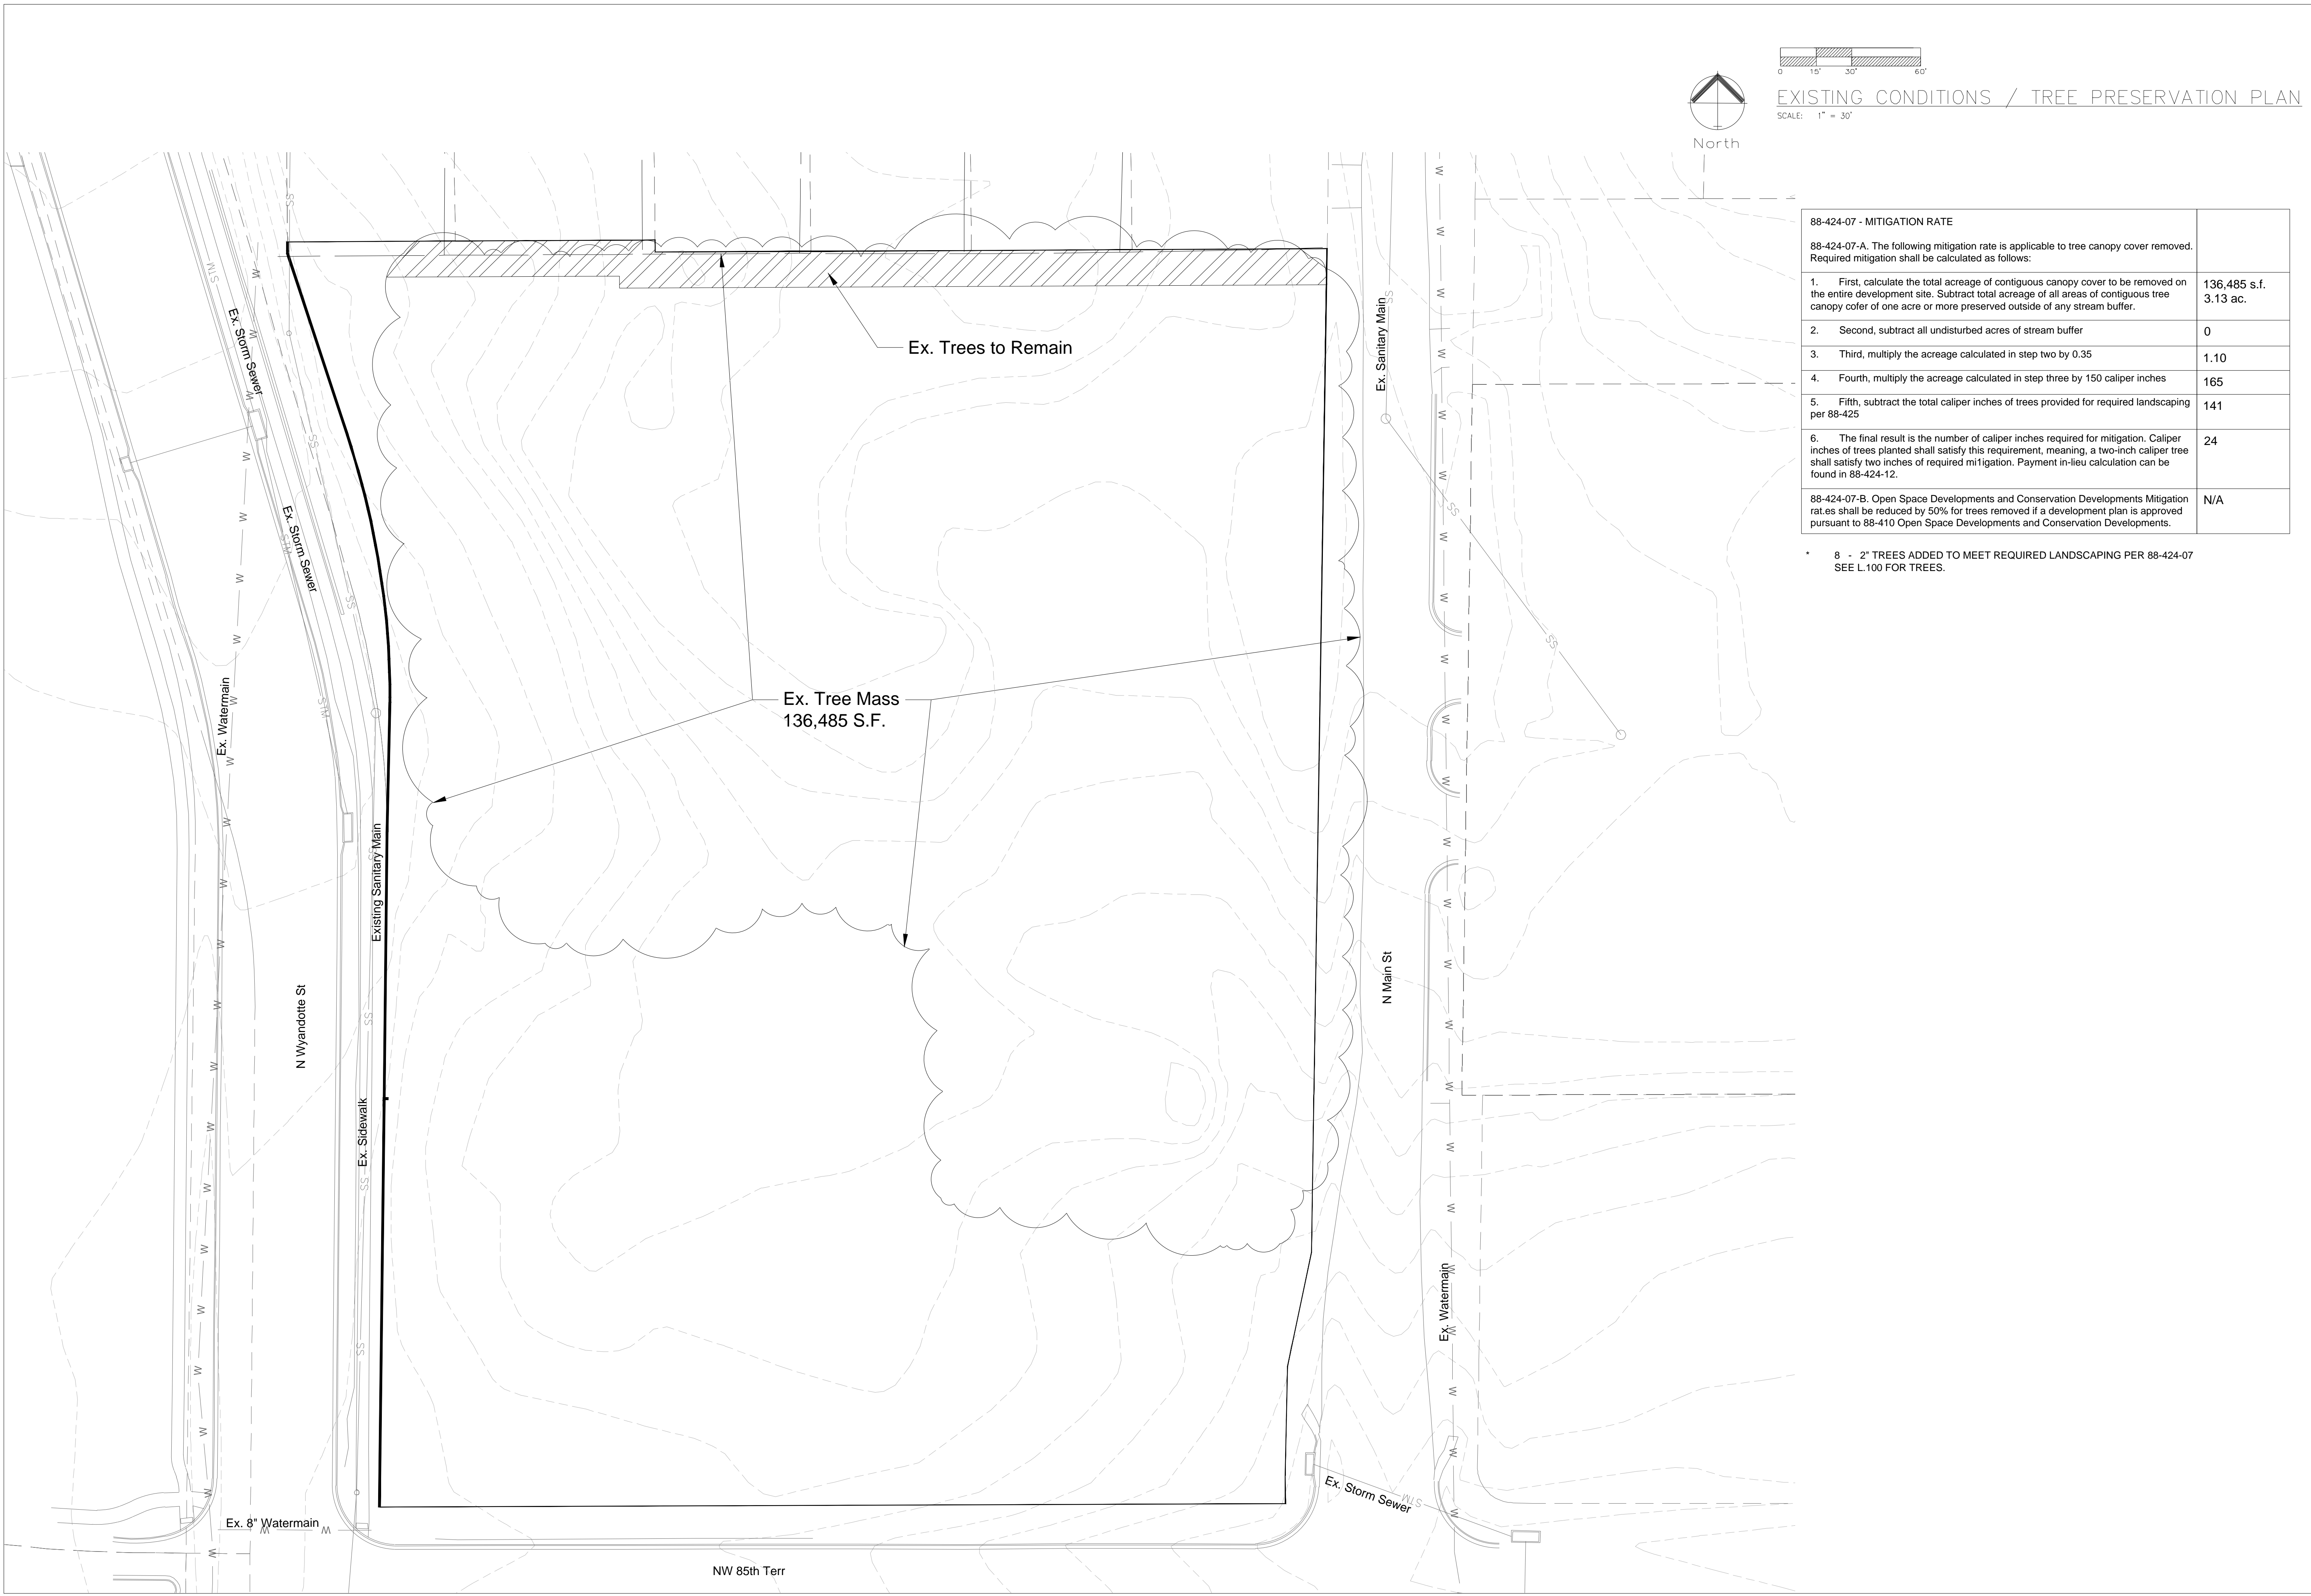 0 15' 30' 60'
EXISTING CONDITIONS / TREE PRESERVATION PLAN
SCALE: 1" = 30'
North
88-424-07 - MITIGATION RATE
88-424-07-A. The following mitigation rate is applicable to tree canopy cover removed.
Required mitigation shall be calculated as follows:
1. First, calculate the total acreage of contiguous canopy cover to be removed on
the entire development site. Subtract total acreage of all areas of contiguous tree
canopy cofer of one acre or more preserved outside of any stream buffer.
136,485 s.f.
3.13 ac.
2. Second, subtract all undisturbed acres of stream buffer
0
3. Third, multiply the acreage calculated in step two by 0.35
1.10
4. Fourth, multiply the acreage calculated in step three by 150 caliper inches
165
5. Fifth, subtract the total caliper inches of trees provided for required landscaping
per 88-425
141
6. The final result is the number of caliper inches required for mitigation. Caliper
inches of trees planted shall satisfy this requirement, meaning, a two-inch caliper tree
shall satisfy two inches of required mi1igation. Payment in-lieu calculation can be
found in 88-424-12.
24
88-424-07-B. Open Space Developments and Conservation Developments Mitigation
rat.es shall be reduced by 50% for trees removed if a development plan is approved
pursuant to 88-410 Open Space Developments and Conservation Developments.
N/A
* 8 - 2" TREES ADDED TO MEET REQUIRED LANDSCAPING PER 88-424-07
SEE L.100 FOR TREES.
Ex. Storm Sewer
Ex. Trees to Remain
Ex. Sanitary Main
Ex. Storm Sewer
Ex. Watermain
Ex. Tree Mass
136,485 S.F.
Existing Sanitary Main
N Wyandotte St
N Main St
Ex. Sidewalk
Ex. Watermain
Ex. Storm Sewer
STM
Ex. 8" Watermain
NW 85th Terr
SS
STM
W